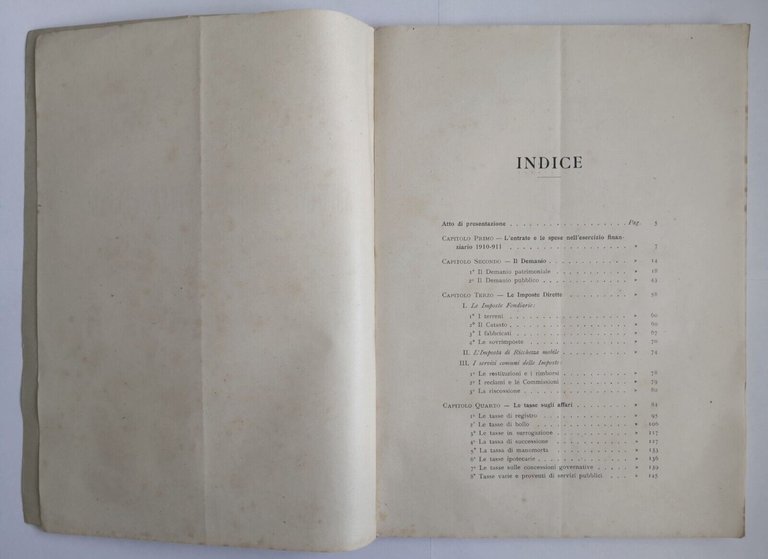 INDICE
Atto di presentazione . . . . . . . . . . . . . . . . . . Pag. 5
CAPITOLO PRIMO — L'entrate e le spese nell'esercizio finan-
ziario 1910-911 . . . . . . . . . . . . . . . . . . » 7
CAPITOLO SECONDO — Il Demanio . . . . . . . . . . . . » 14
1° Il Demanio patrimoniale . . . . . . . . . . . . » 18
2° Il Demanio pubblico . . . . . . . . . . . . . » 43
CAPITOLO TERZO — Le Imposte Dirette . . . . . . . . . . » 58
I. Le Imposte Fondiarie:
1° I terreni . . . . . . . . . . . . . . . . . » 60
2° Il Catasto . . . . . . . . . . . . . . . . » 60
3° I fabbricati . . . . . . . . . . . . . . . . » 67
4° Le sovrimposte . . . . . . . . . . . . . . » 70
II. L'Imposta di Ricchezza mobile . . . . . . . . . . » 74
III. I servizi comuni delle Imposte:
1° Le restituzioni e i rimborsi . . . . . . . . . . » 78
2° I reclami e le Commissioni . . . . . . . . . . » 79
3° La riscossione . . . . . . . . . . . . . . . » 80
CAPITOLO QUARTO — Le tasse sugli affari . . . . . . . . . » 84
1° Le tasse di registro . . . . . . . . . . . . . » 95
2° Le tasse di bollo . . . . . . . . . . . . . . » 106
3° Le tasse in surrogazione . . . . . . . . . . . » 117
4° La tassa di successione . . . . . . . . . . . . » 127
5° La tassa di manomorta . . . . . . . . . . . . » 133
6° Le tasse ipotecarie . . . . . . . . . . . . . . » 136
7° Le tasse sulle concessioni governative . . . . . » 139
8° Tasse varie e proventi di servizi pubblici . . . . » 145